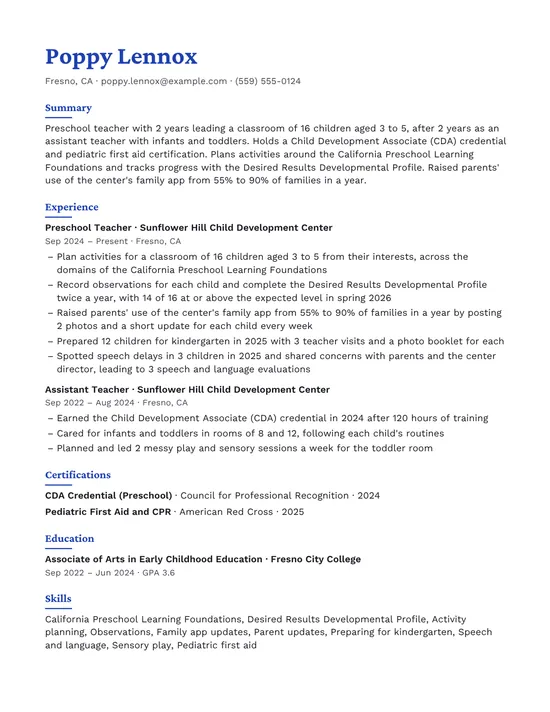 Poppy Lennox
Fresno, CA · poppy.lennox@example.com · (559) 555-0124
Summary
Preschool teacher with 2 years leading a classroom of 16 children aged 3 to 5, after 2 years as an
assistant teacher with infants and toddlers. Holds a Child Development Associate (CDA) credential
and pediatric first aid certification. Plans activities around the California Preschool Learning
Foundations and tracks progress with the Desired Results Developmental Profile. Raised parents'
use of the center's family app from 55% to 90% of families in a year.
Experience
Preschool Teacher · Sunflower Hill Child Development Center
Sep 2024 – Present · Fresno, CA
– Plan activities for a classroom of 16 children aged 3 to 5 from their interests, across the
domains of the California Preschool Learning Foundations
– Record observations for each child and complete the Desired Results Developmental Profile
twice a year, with 14 of 16 at or above the expected level in spring 2026
– Raised parents' use of the center's family app from 55% to 90% of families in a year by posting
2 photos and a short update for each child every week
– Prepared 12 children for kindergarten in 2025 with 3 teacher visits and a photo booklet for each
– Spotted speech delays in 3 children in 2025 and shared concerns with parents and the center
director, leading to 3 speech and language evaluations
Assistant Teacher · Sunflower Hill Child Development Center
Sep 2022 – Aug 2024 · Fresno, CA
– Earned the Child Development Associate (CDA) credential in 2024 after 120 hours of training
– Cared for infants and toddlers in rooms of 8 and 12, following each child's routines
– Planned and led 2 messy play and sensory sessions a week for the toddler room
Certifications
CDA Credential (Preschool) · Council for Professional Recognition · 2024
Pediatric First Aid and CPR · American Red Cross · 2025
Education
Associate of Arts in Early Childhood Education · Fresno City College
Sep 2022 – Jun 2024 · GPA 3.6
Skills
California Preschool Learning Foundations, Desired Results Developmental Profile, Activity
planning, Observations, Family app updates, Parent updates, Preparing for kindergarten, Speech
and language, Sensory play, Pediatric first aid